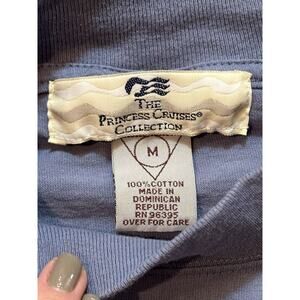 THE
PRINCESS CRUISES®
COLLECTION
M
100% COTTON
MADE IN
DOMINICAN
REPUBLIC
RN 96395
OVER FOR CARE